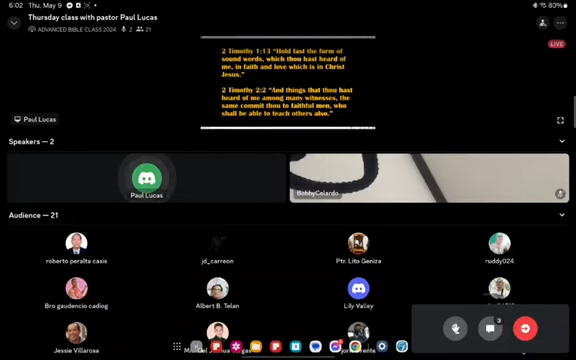 6:02 Thu, May 9
80%
Thursday class with pastor Paul Lucas
ADVANCED BIBLE CLASS 2024 2 21
LIVE
2 Timothy 1:13 “Hold fast the form of
sound words, which thou hast heard of
me, in faith and love which is in Christ
Jesus.”
2 Timothy 2:2 “And things that thou hast
heard of me among many witnesses, the
same commit thou to faithful men, who
shall be able to teach others also.”
Paul Lucas
Speakers — 2
Paul Lucas
BobbyColardo
Audience — 21
roberto peralta casis
jd_carreon
Ptr. Lito Geniza
ruddy024
Bro gaudencio cadiog
Albert B. Telan
Lily Valley
3
Jessie Villarosa